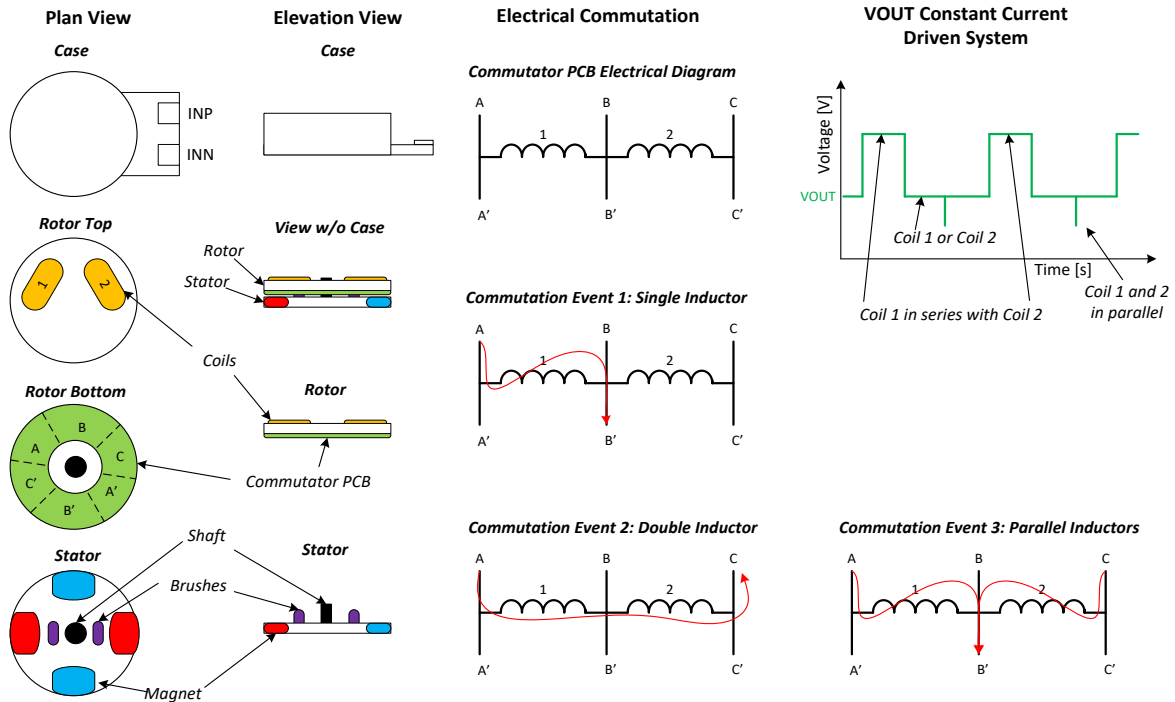 Plan View
Case
INP
INN
Rotor Top
1
2
Coils
Rotor Bottom
A
B
C
C'
A'
B'
Commutator PCB
Stator
Shaft
Brushes
Magnet
Elevation View
Case
View w/o Case
Rotor
Stator
Rotor
Stator
Electrical Commutation
Commutator PCB Electrical Diagram
A
B
C
1
2
A'
B'
C'
Commutation Event 1: Single Inductor
A
B
C
1
2
A'
B'
C'
Commutation Event 2: Double Inductor
A
B
C
1
2
A'
B'
C'
VOUT Constant Current
Driven System
Voltage [V]
VOUT
Coil 1 or Coil 2
Time [s]
Coil 1 in series with Coil 2
Coil 1 and 2
in parallel
Commutation Event 3: Parallel Inductors
A
B
C
1
2
A'
B'
C'